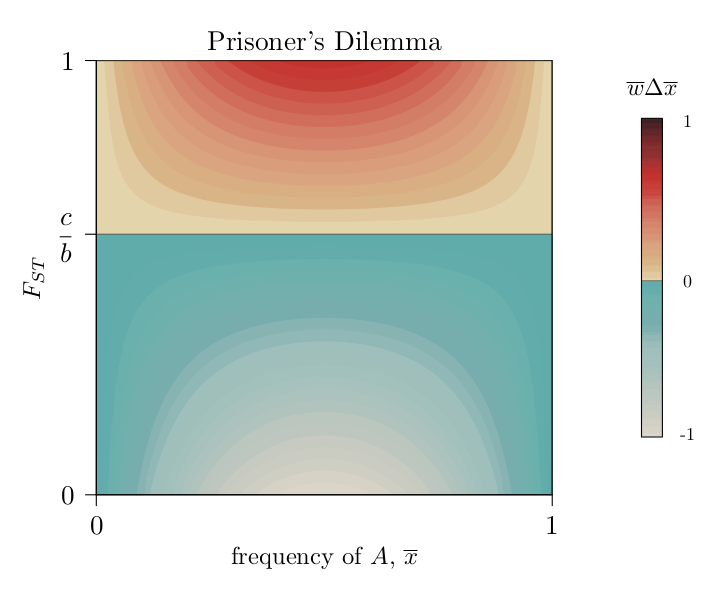 Prisoner's Dilemma
w̅Δx̅
1
c
b
F_ST
0
0
1
frequency of A, x̅
1
0
-1